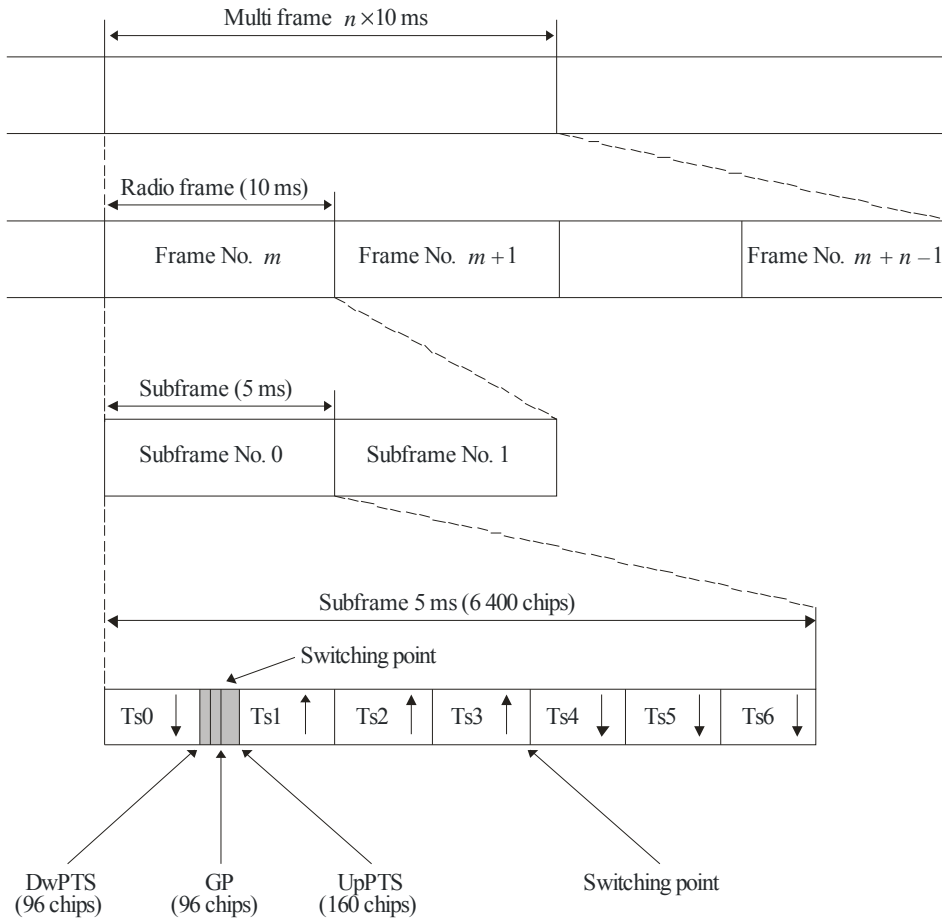 Multi frame n × 10 ms
Radio frame (10 ms)
Frame No. m
Frame No. m + 1
Frame No. m + n – 1
Subframe (5 ms)
Subframe No. 0
Subframe No. 1
Subframe 5 ms (6 400 chips)
Switching point
Ts0
Ts1
Ts2
Ts3
Ts4
Ts5
Ts6
DwPTS
(96 chips)
GP
(96 chips)
UpPTS
(160 chips)
Switching point